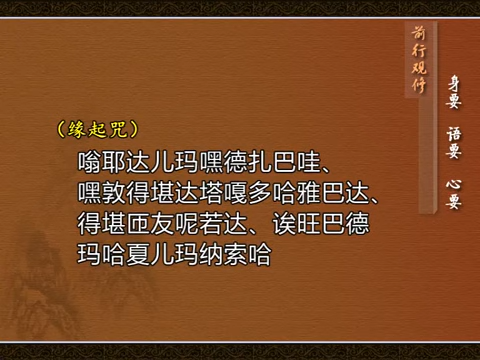 前行观修
身要 语要 心要
（缘起咒）
嗡耶达儿玛嘿德扎巴哇、
嘿敦得堪达塔嘎多哈雅巴达、
得堪匝友呢若达、诶旺巴德
玛哈夏儿玛纳索哈